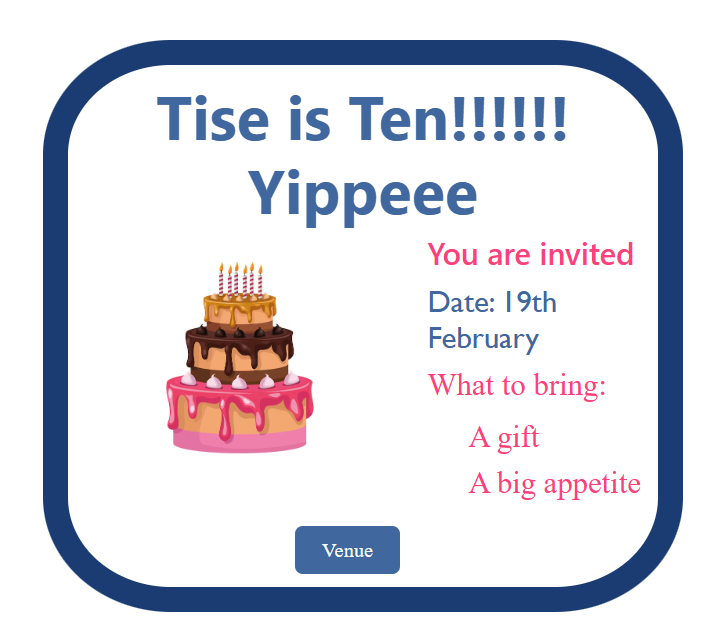 Tise is Ten!!!!!!
Yippeee
You are invited
Date: 19th
February
What to bring:
A gift
A big appetite
Venue